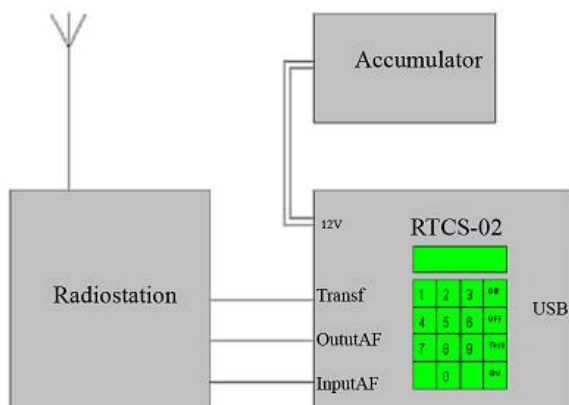 Accumulator
12V
RTCS-02
Radiostation
Transf
OututAF
InputAF
USB
1 2 3 ON
4 5 6 OFF
7 8 9 Test
0